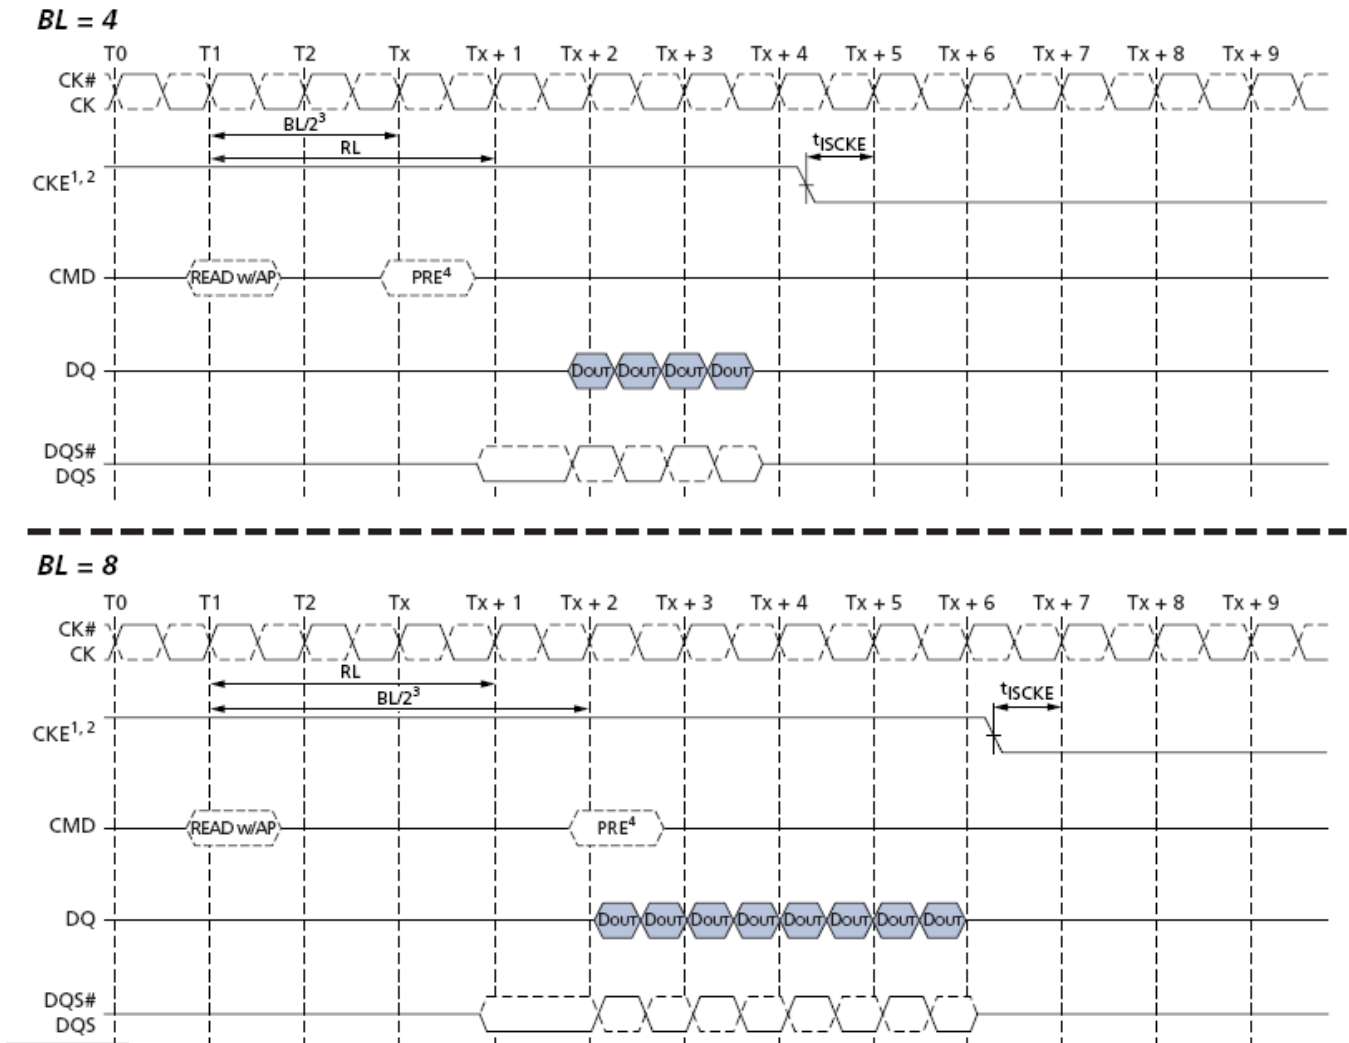 BL = 4
T0 T1 T2 Tx Tx + 1 Tx + 2 Tx + 3 Tx + 4 Tx + 5 Tx + 6 Tx + 7 Tx + 8 Tx + 9
CK#
CK
BL/2³
RL
tISCKE
CKE1, 2
CMD READ w/AP PRE⁴
DQ DOUT DOUT DOUT DOUT
DQS#
DQS
BL = 8
T0 T1 T2 Tx Tx + 1 Tx + 2 Tx + 3 Tx + 4 Tx + 5 Tx + 6 Tx + 7 Tx + 8 Tx + 9
CK#
CK
RL
BL/2³
tISCKE
CKE1, 2
CMD READ w/AP PRE⁴
DQ DOUT DOUT DOUT DOUT DOUT DOUT DOUT DOUT
DQS#
DQS